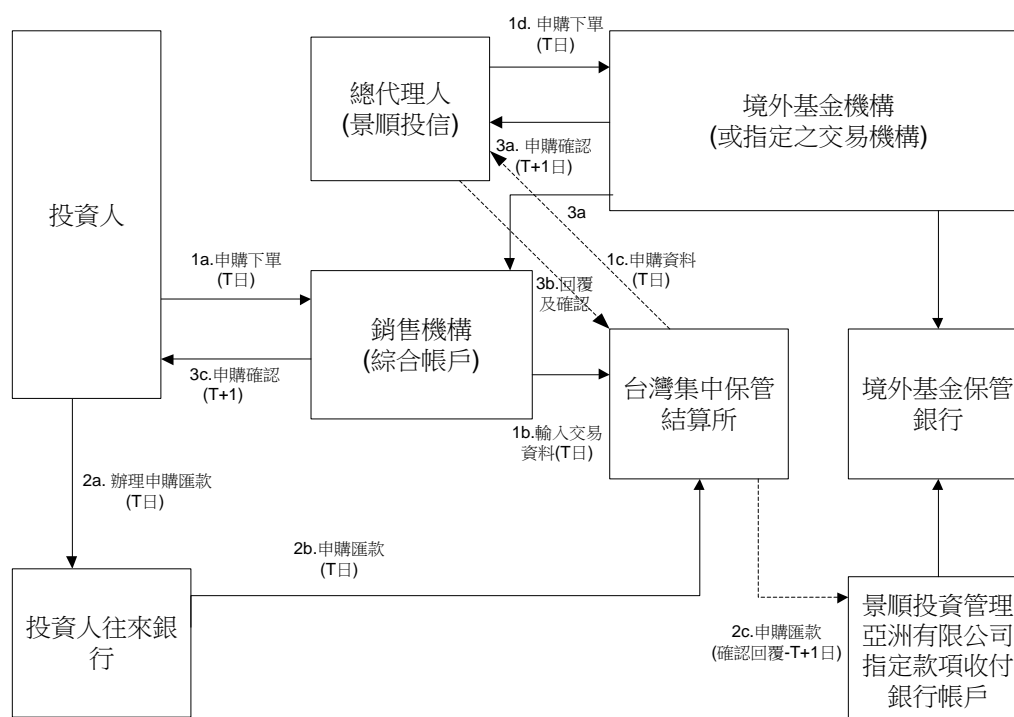 1d. 申購下單
(T日)
總代理人
(景順投信)
境外基金機構
(或指定之交易機構)
投資人
3a. 申購確認
(T+1日)
3a
1a.申購下單
(T日)
1c.申購資料
(T日)
3b.回覆
及確認
銷售機構
(綜合帳戶)
3c.申購確認
(T+1)
台灣集中保管
結算所
境外基金保管
銀行
1b.輸入交易
資料(T日)
2a. 辦理申購匯款
(T日)
2b.申購匯款
(T日)
投資人往來銀
行
2c.申購匯款
(確認回覆-T+1日)
景順投資管理
亞洲有限公司
指定款項收付
銀行帳戶